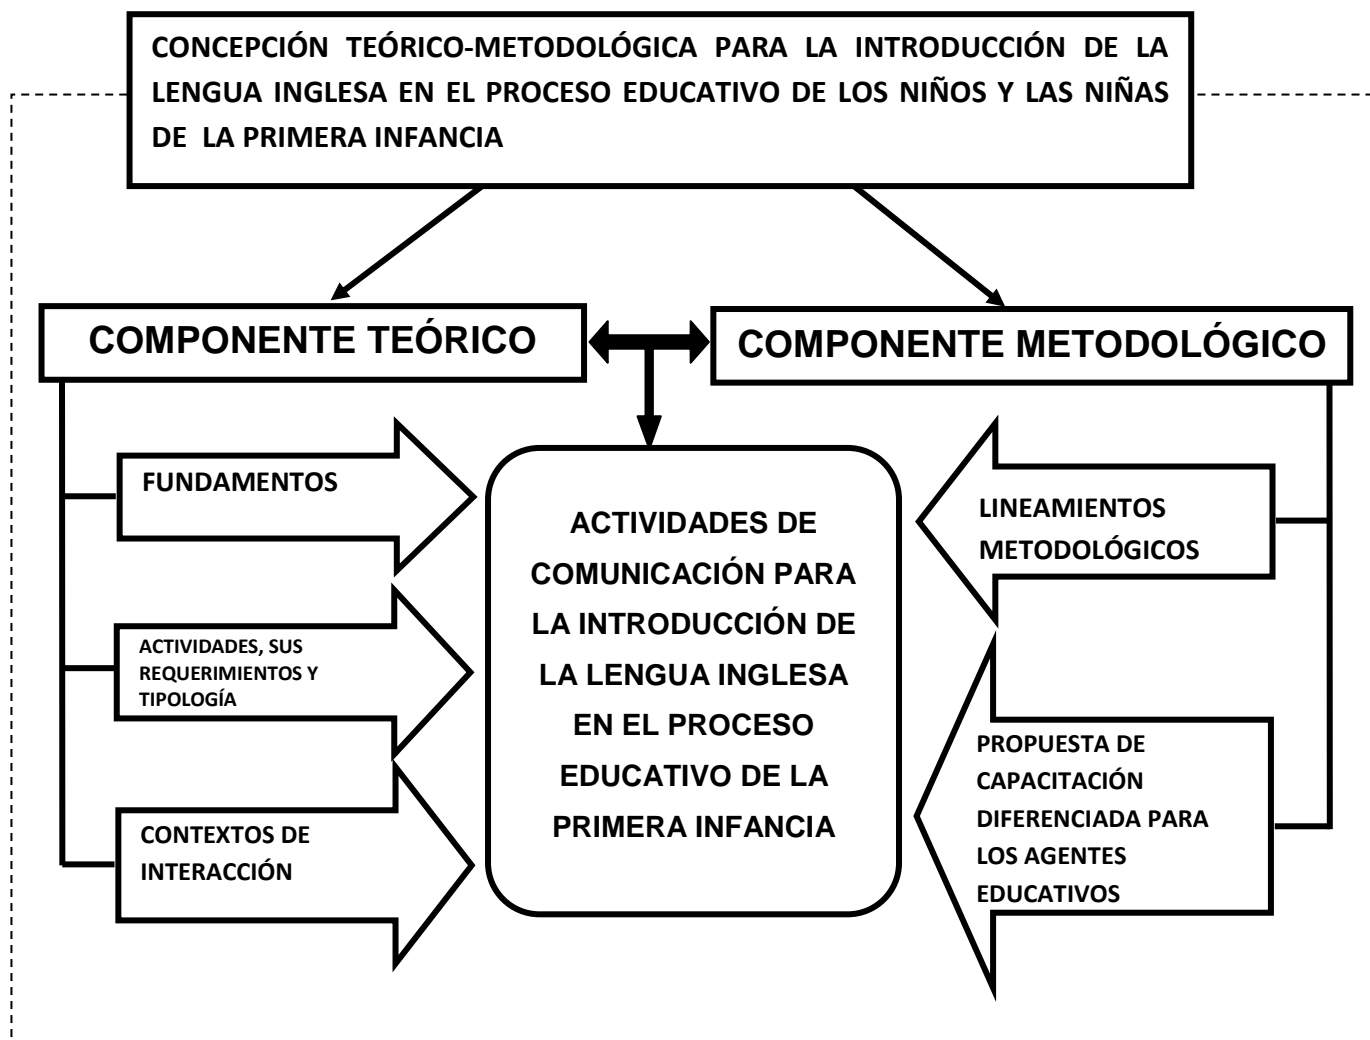 CONCEPCIÓN TEÓRICO-METODOLÓGICA PARA LA INTRODUCCIÓN DE LA
LENGUA INGLESA EN EL PROCESO EDUCATIVO DE LOS NIÑOS Y LAS NIÑAS
DE LA PRIMERA INFANCIA
COMPONENTE TEÓRICO
COMPONENTE METODOLÓGICO
FUNDAMENTOS
ACTIVIDADES, SUS
REQUERIMIENTOS Y
TIPOLOGÍA
CONTEXTOS DE
INTERACCIÓN
ACTIVIDADES DE
COMUNICACIÓN PARA
LA INTRODUCCIÓN DE
LA LENGUA INGLESA
EN EL PROCESO
EDUCATIVO DE LA
PRIMERA INFANCIA
LINEAMIENTOS
METODOLÓGICOS
PROPUESTA DE
CAPACITACIÓN
DIFERENCIADA PARA
LOS AGENTES
EDUCATIVOS